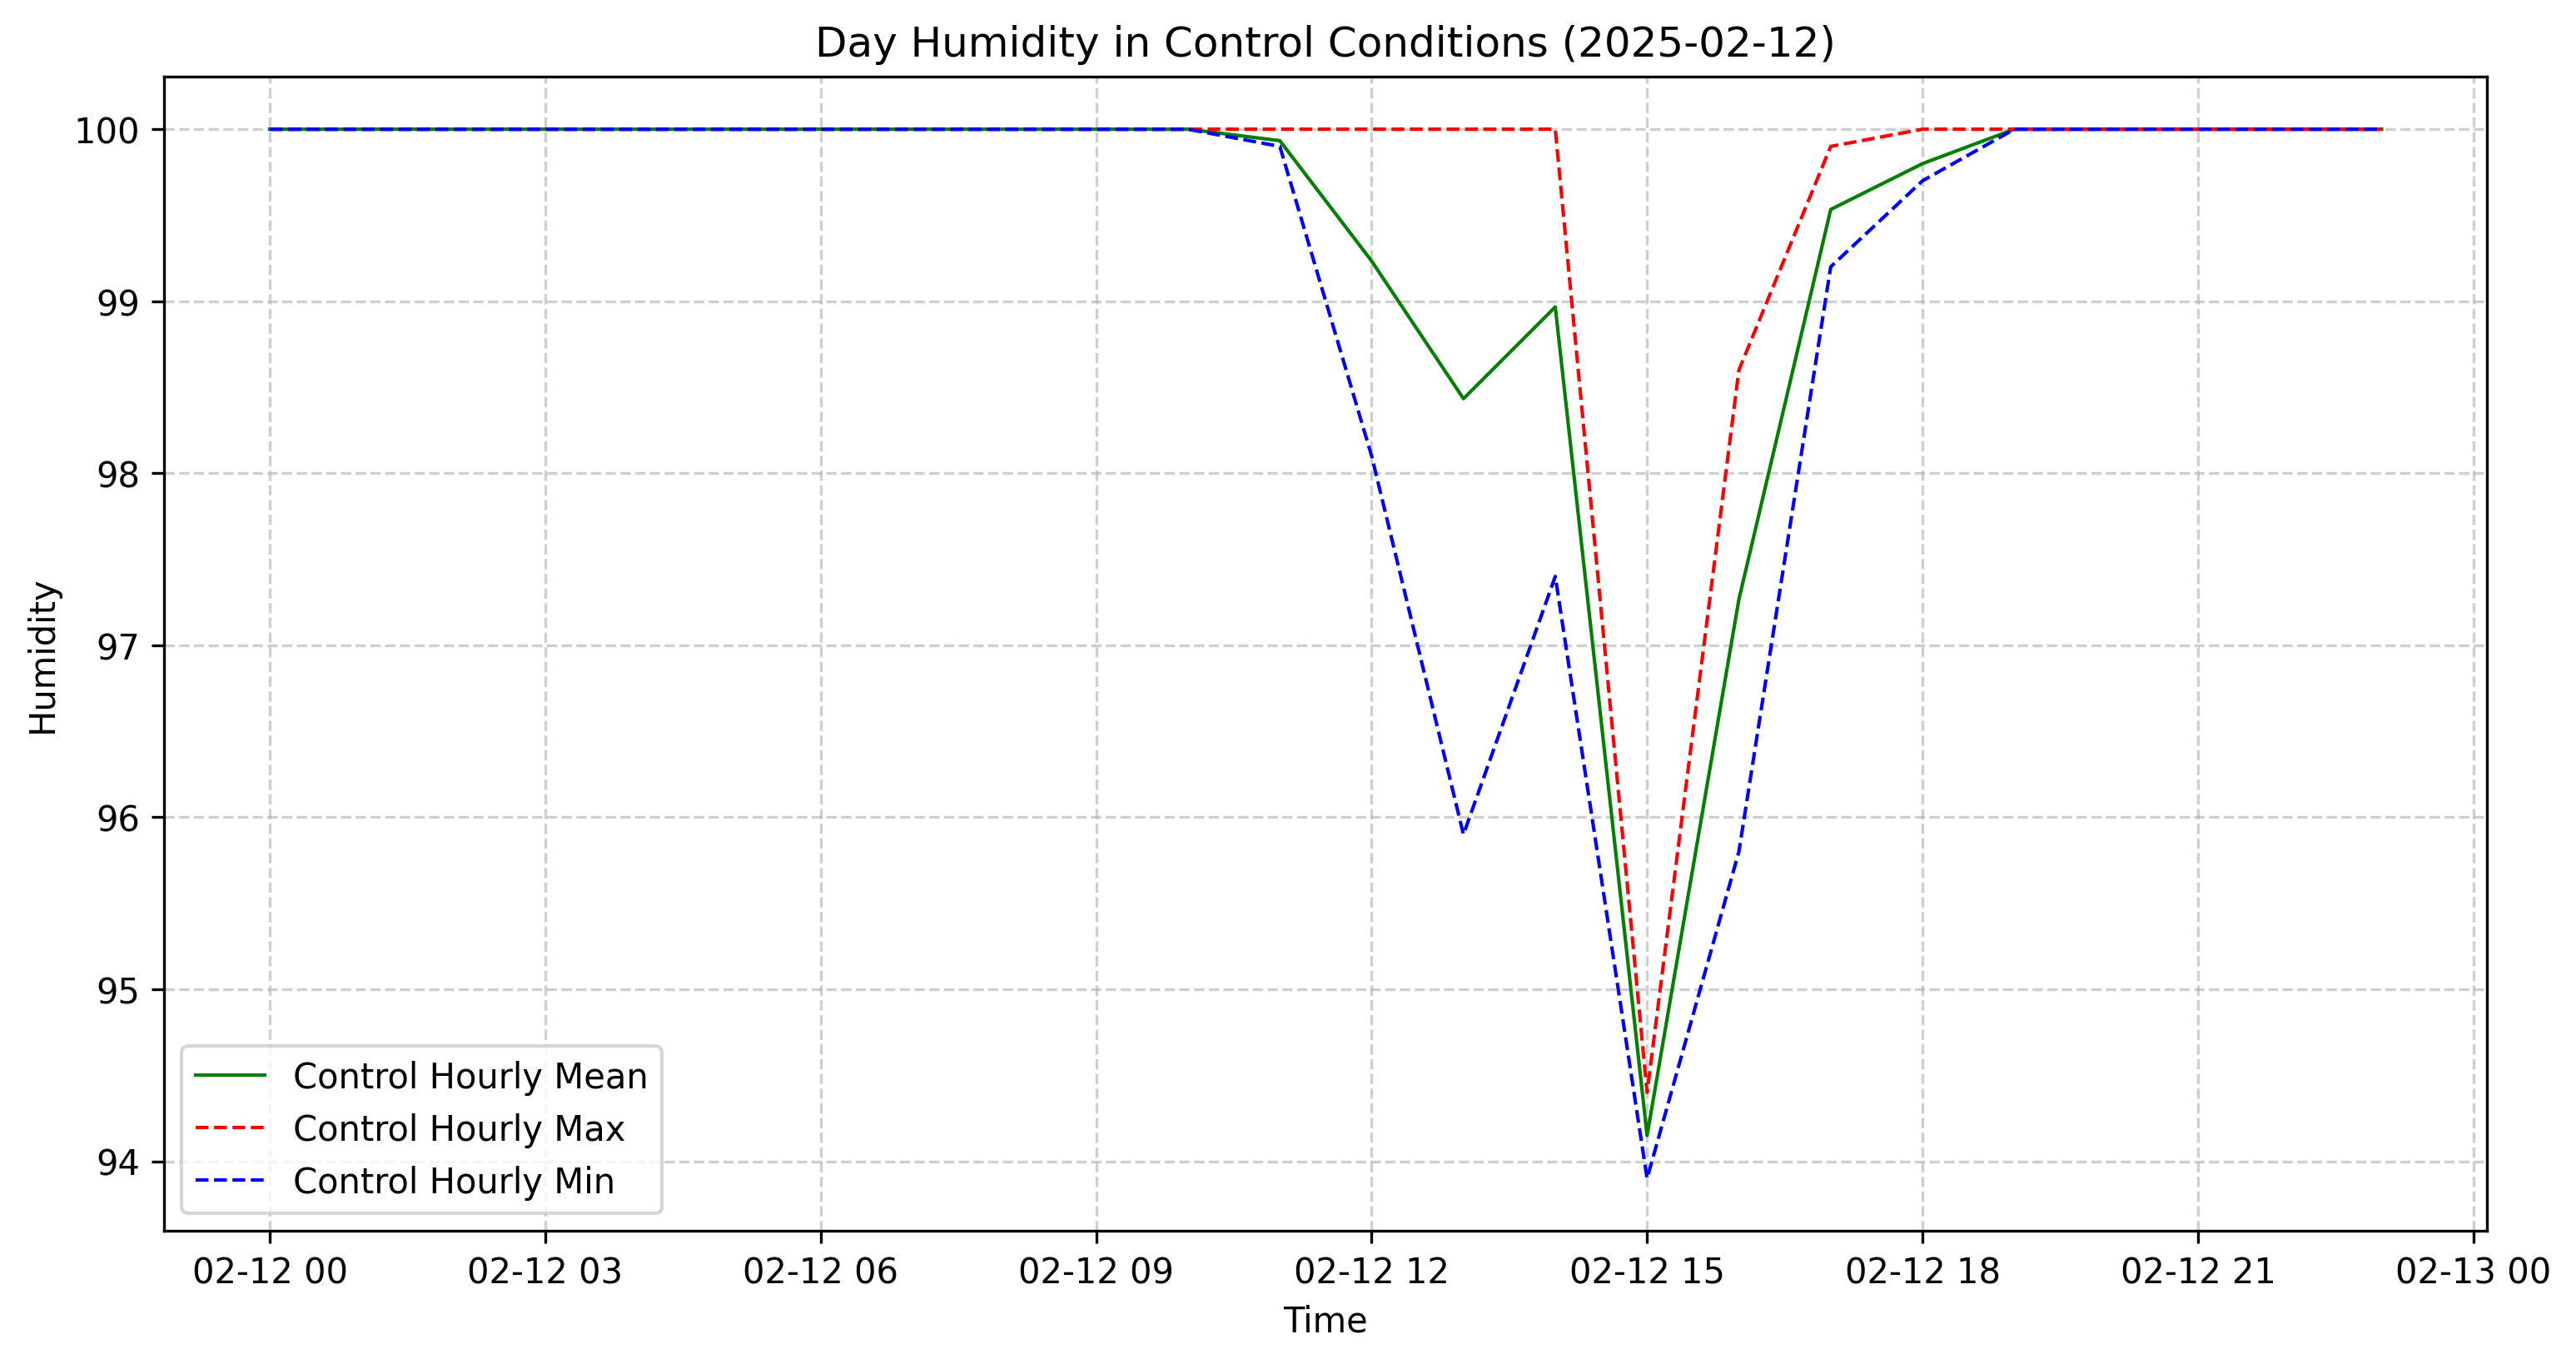 Day Humidity in Control Conditions (2025-02-12)
Humidity
100
99
98
97
96
95
94
Control Hourly Mean
Control Hourly Max
Control Hourly Min
02-12 00 02-12 03 02-12 06 02-12 09 02-12 12 02-12 15 02-12 18 02-12 21 02-13 00
Time